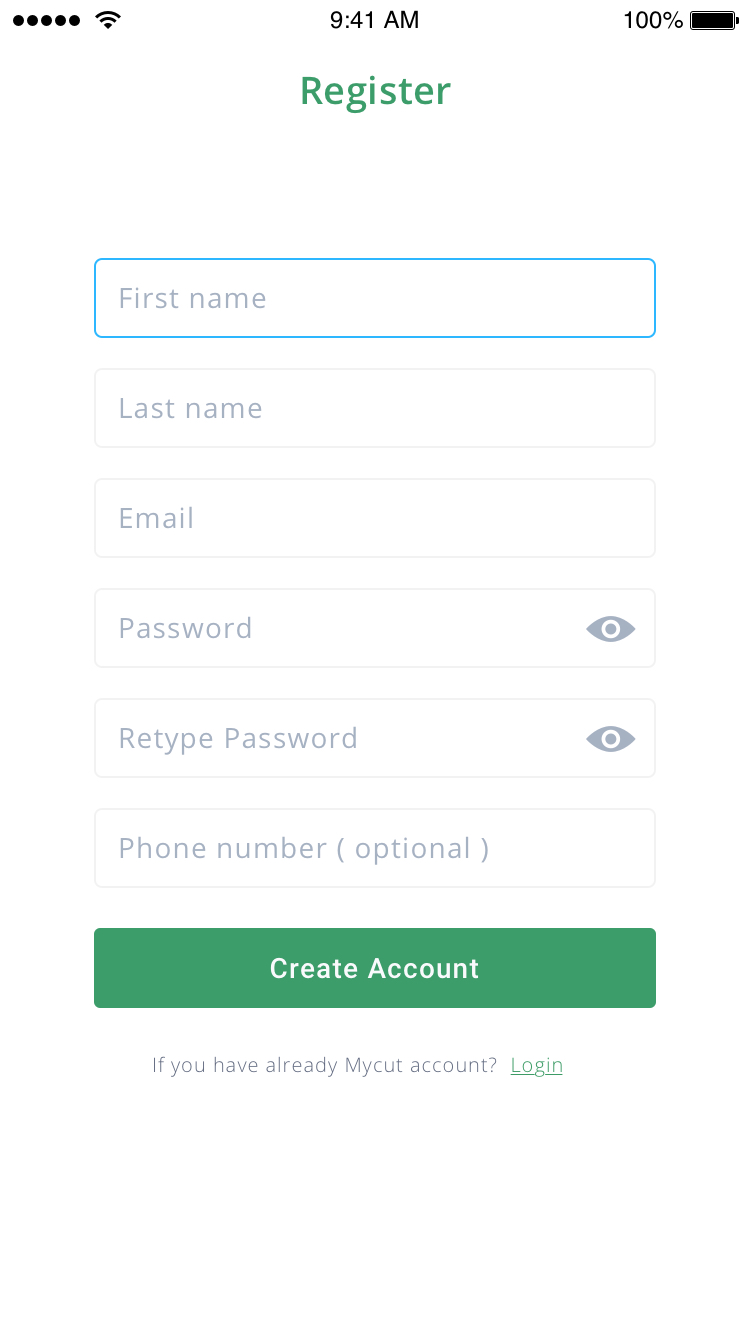 9:41 AM 100%
Register
First name
Last name
Email
Password
Retype Password
Phone number ( optional )
Create Account
If you have already Mycut account? Login